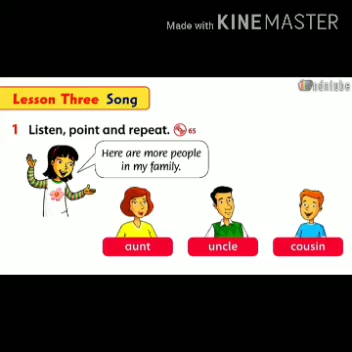 Made with KINEMASTER
Lesson Three Song
1 Listen, point and repeat. 65
Here are more people
in my family.
aunt
uncle
cousin